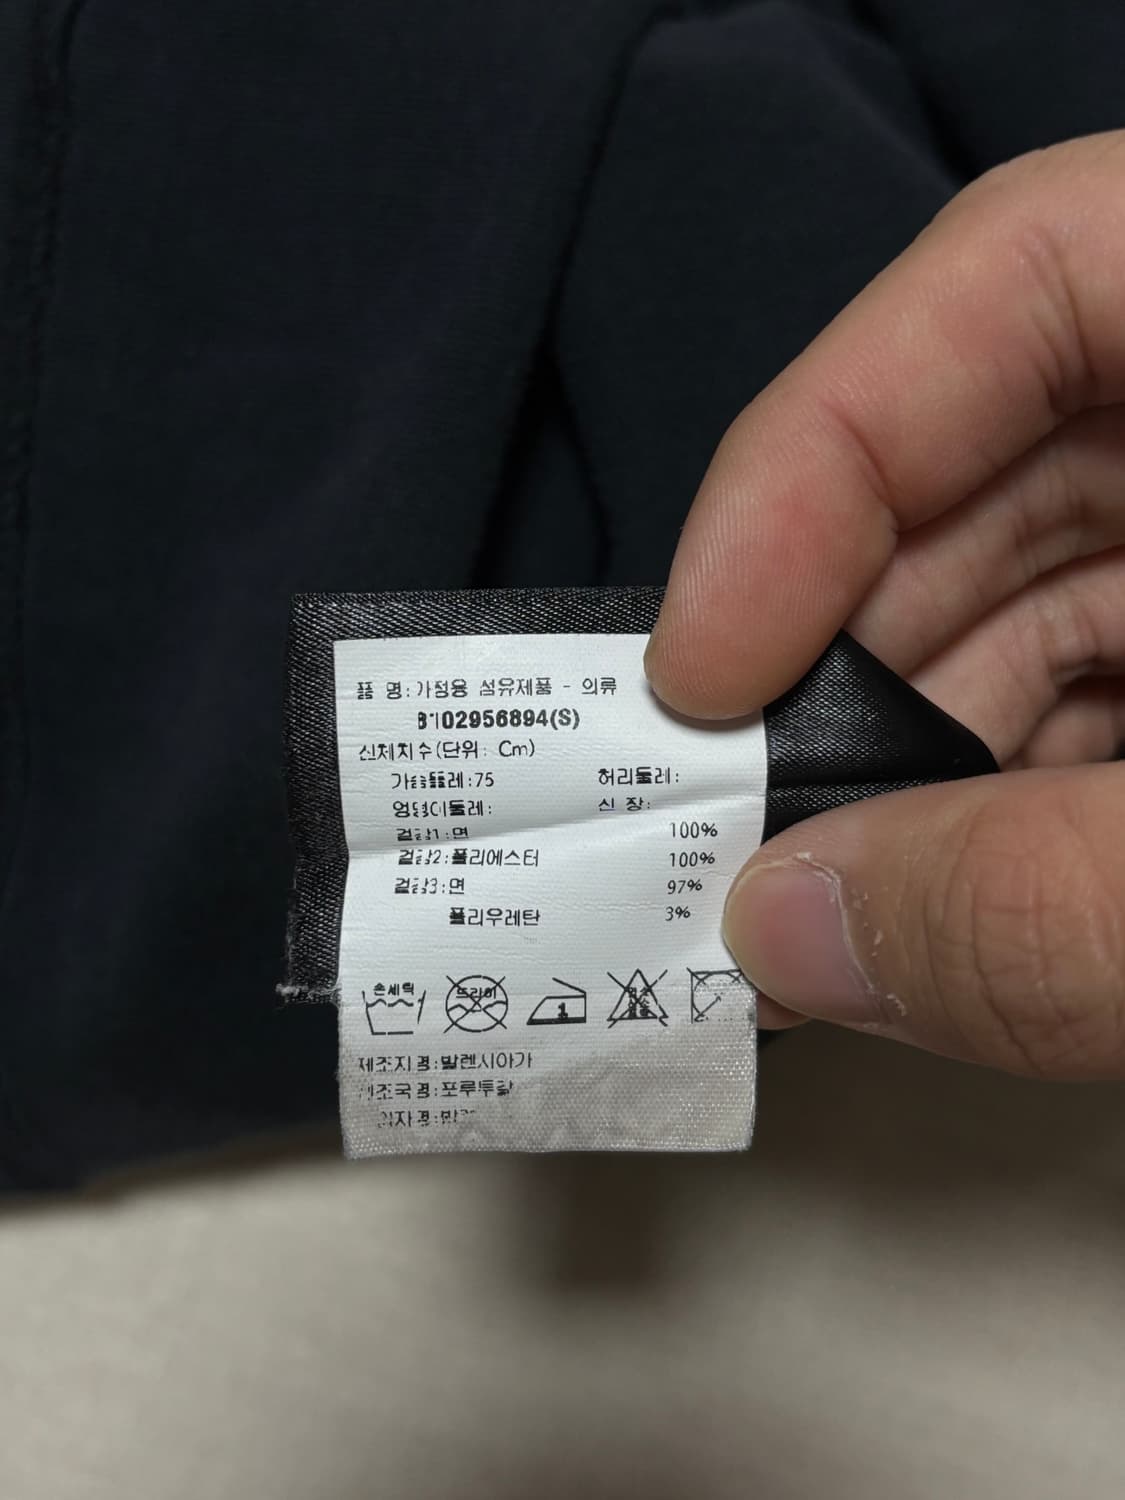 품 명:가정용 섬유제품 - 의류
102956894(S)
신체치수(단위: Cm)
가슴둘레:75 허리둘레:
엉덩이둘레: 신 장:
겉감1:면 100%
겉감2:폴리에스터 100%
겉감3:면 97%
폴리우레탄 3%
손세탁 드라이 1
제조자명:발렌시아가
제조국명:포루투갈